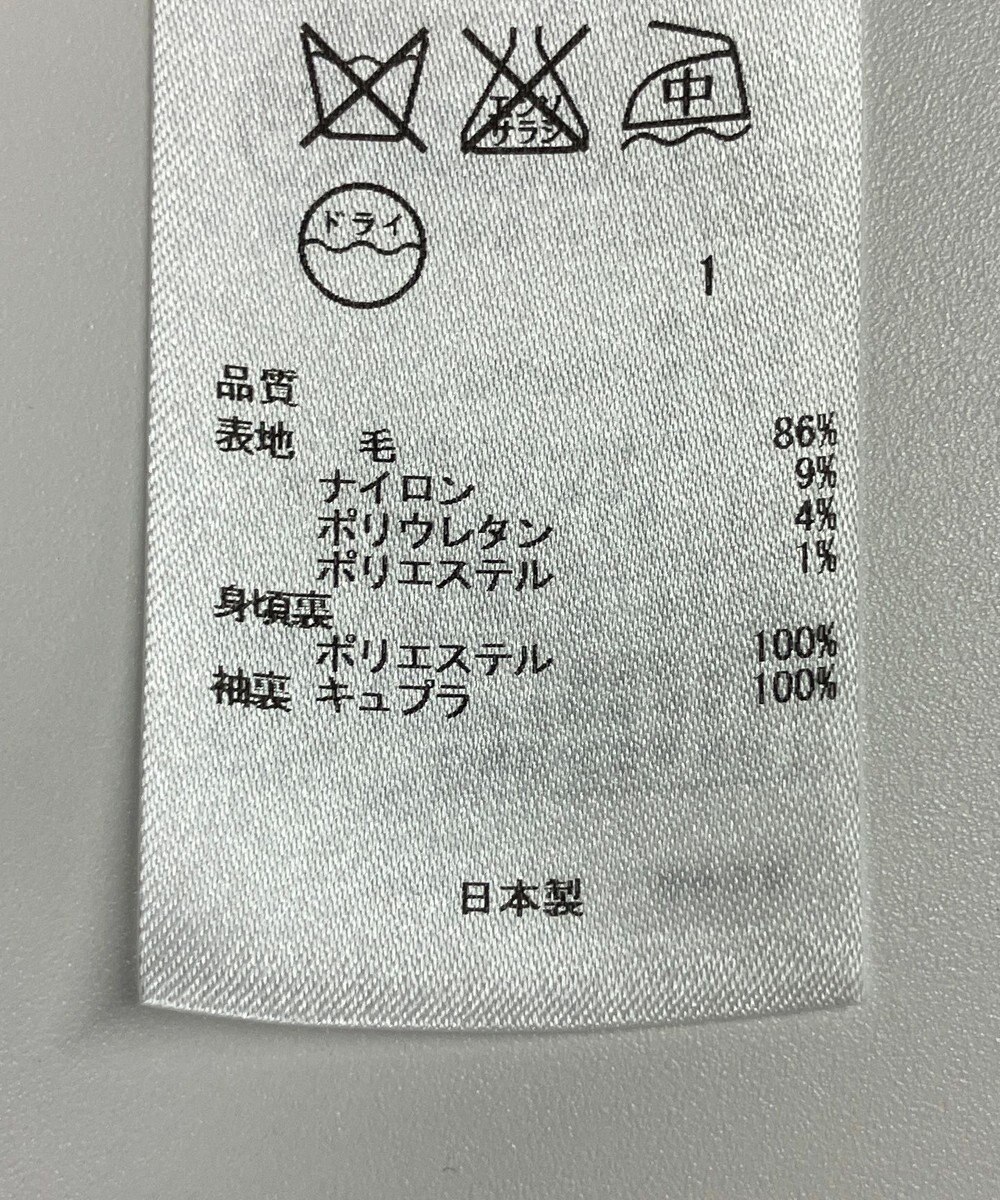 エンソ
サラシ
中
ドライ
1
品質
表地 毛 86%
ナイロン 9%
ポリウレタン 4%
ポリエステル 1%
身頃裏
ポリエステル 100%
袖裏 キュプラ 100%
日本製